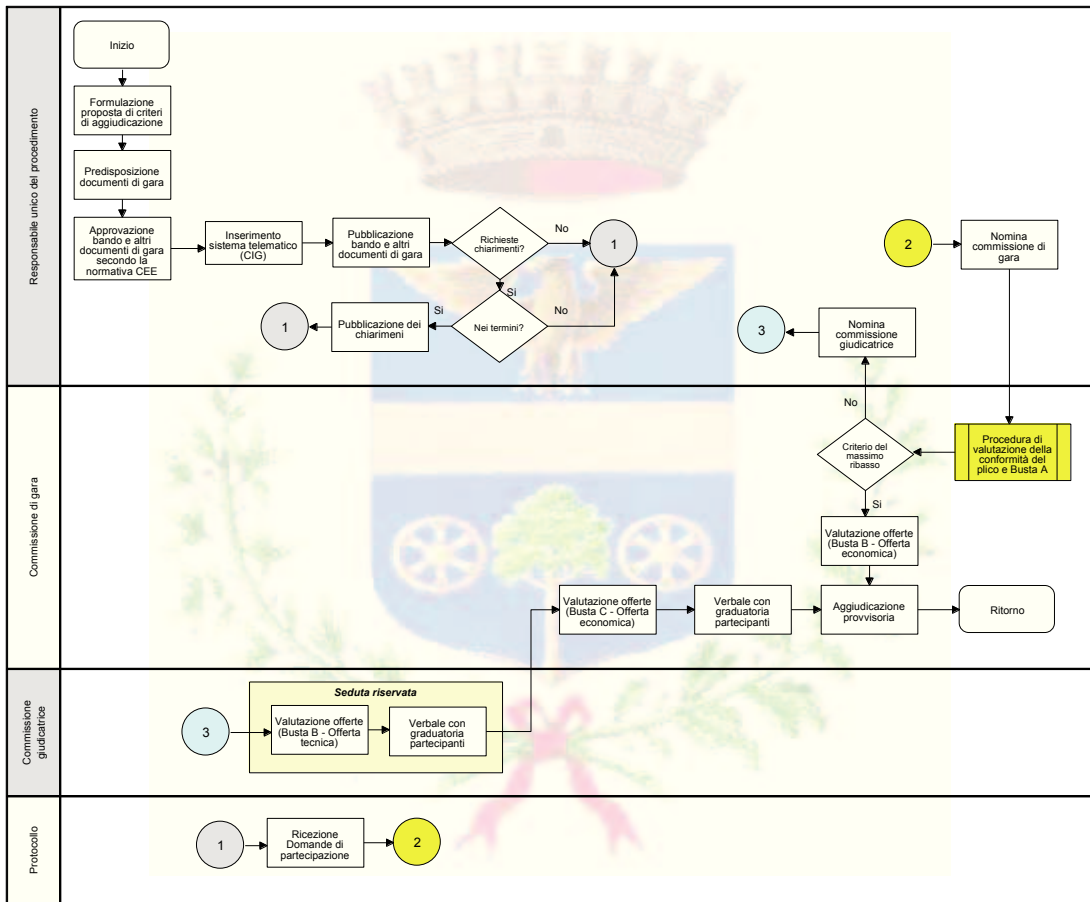 Responsabile unico del procedimento
Inizio
Formulazione
proposta di criteri
di aggiudicazione
Predisposizione
documenti di gara
Approvazione
bando e altri
documenti di gara
secondo la
normativa CEE
Inserimento
sistema telematico
(CIG)
Pubblicazione
bando e altri
documenti di gara
Richieste
chiarimenti?
No
1
Si
Nei termini?
No
Si
Pubblicazione dei
chiarimeni
1
2
Nomina
commissione di
gara
Nomina
commissione
giudicatrice
3
Commissione di gara
No
Criterio del
massimo
ribasso
Procedura di
valutazione della
conformità del
plico e Busta A
Si
Valutazione offerte
(Busta B - Offerta
economica)
Valutazione offerte
(Busta C - Offerta
economica)
Verbale con
graduatoria
partecipanti
Aggiudicazione
provvisoria
Ritorno
Commissione
giudicatrice
Seduta riservata
3
Valutazione offerte
(Busta B - Offerta
tecnica)
Verbale con
graduatoria
partecipanti
Protocollo
1
Ricezione
Domande di
partecipazione
2